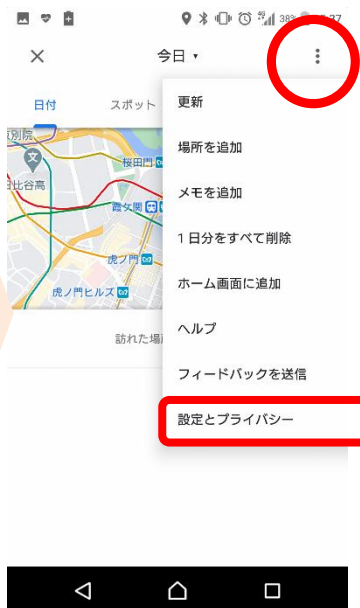 38%
今日
日付
スポット
更新
場所を追加
メモを追加
1日分をすべて削除
ホーム画面に追加
ヘルプ
フィードバックを送信
設定とプライバシー
桜田門
日比谷高
霞ケ関
虎ノ門
虎ノ門ヒルズ
訪れた場